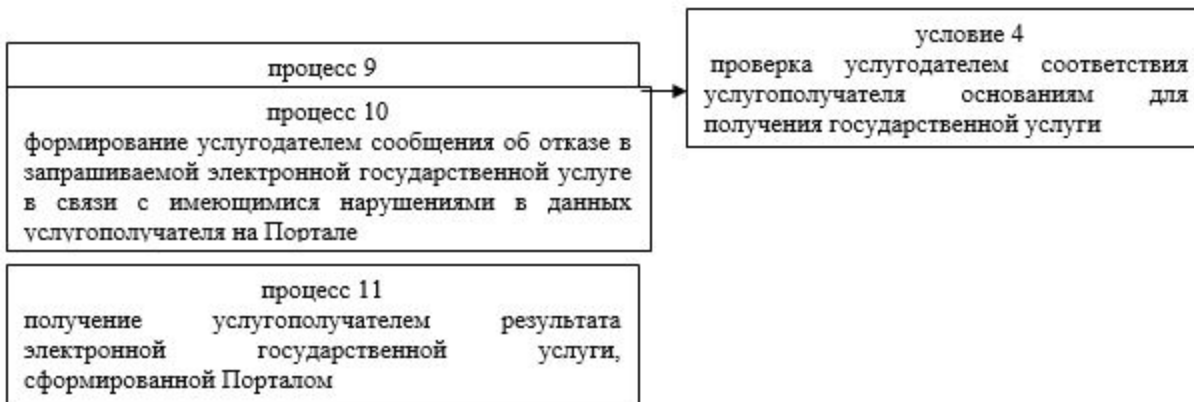 процесс 9
процесс 10
формирование услугодателем сообщения об отказе в
запрашиваемой электронной государственной услуге
в связи с имеющимися нарушениями в данных
услугополучателя на Портале
процесс 11
получение услугополучателем результата
электронной государственной услуги,
сформированной Порталом
условие 4
проверка услугодателем соответствия
услугополучателя основаниям для
получения государственной услуги